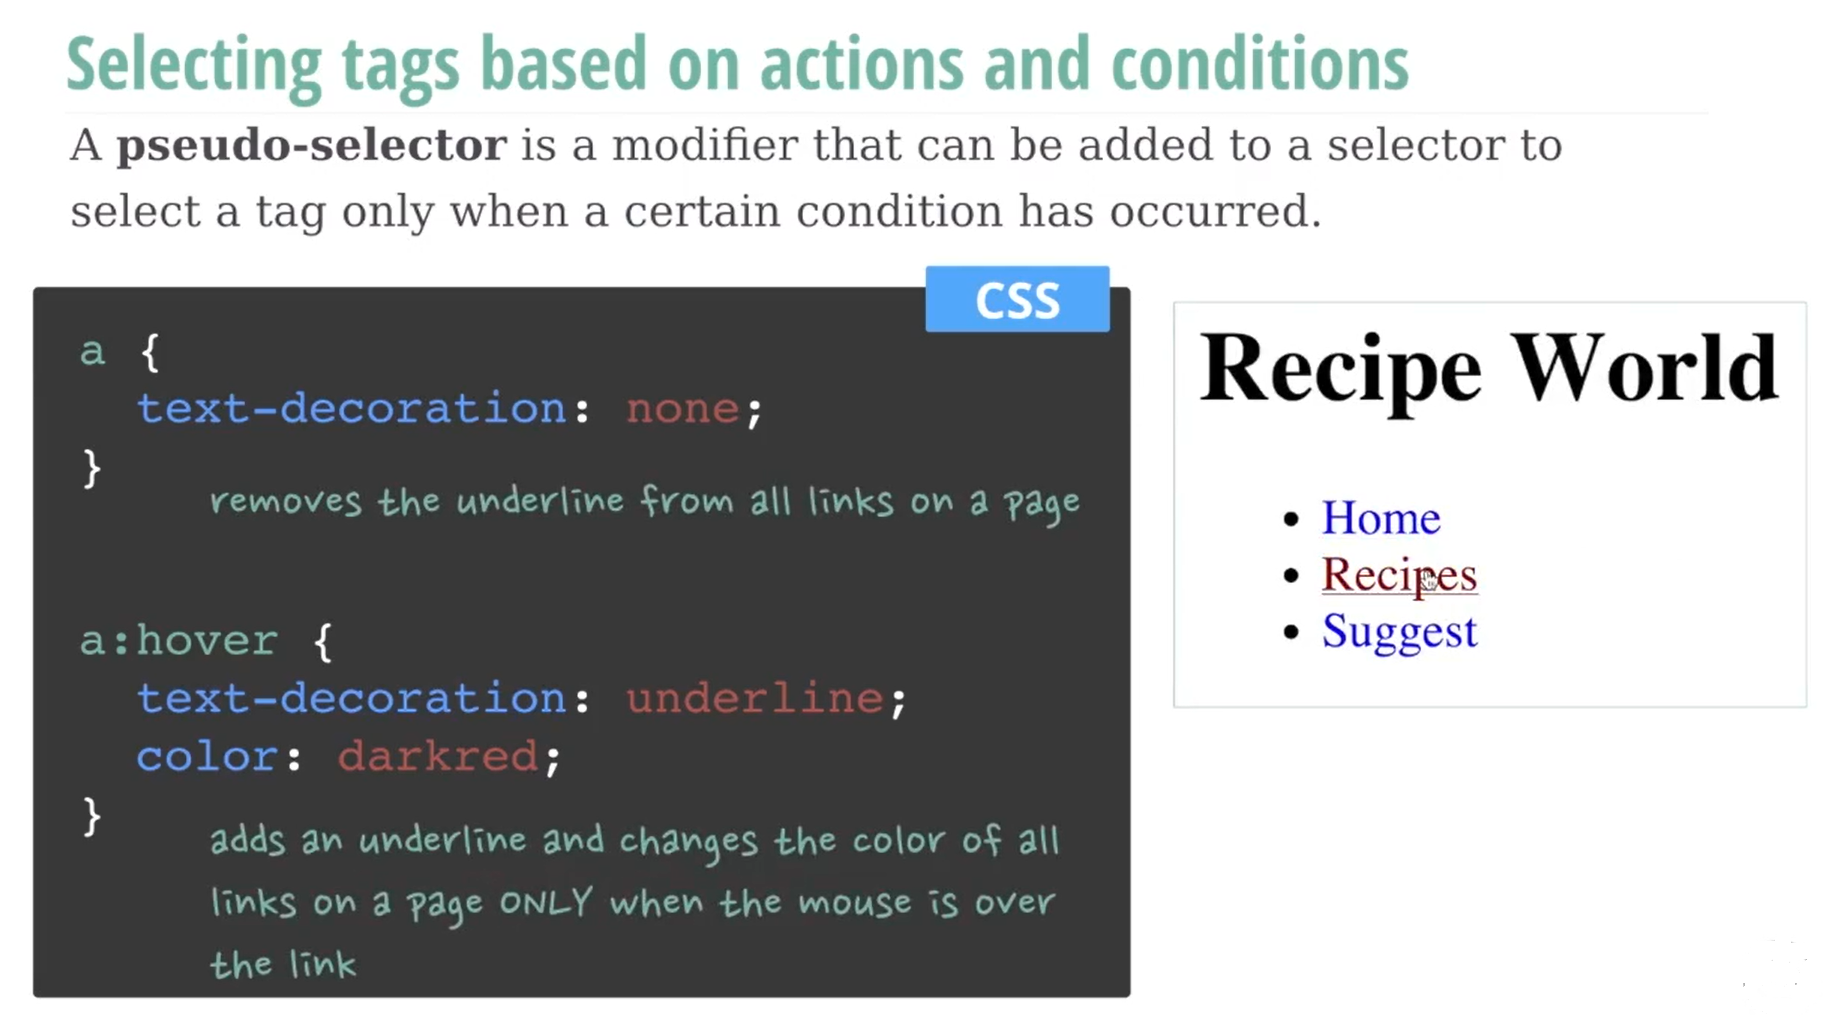 Selecting tags based on actions and conditions
A pseudo-selector is a modifier that can be added to a selector to
select a tag only when a certain condition has occurred.
CSS
a {
text-decoration: none;
}
removes the underline from all links on a page
a:hover {
text-decoration: underline;
color: darkred;
}
adds an underline and changes the color of all
links on a page ONLY when the mouse is over
the link
Recipe World
• Home
• Recipes
• Suggest